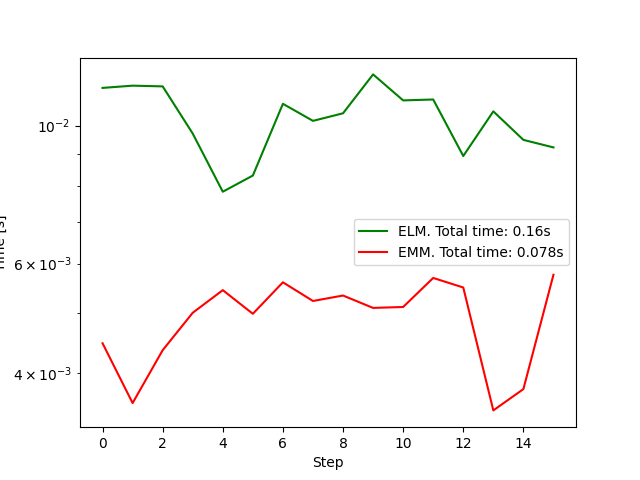 10⁻²
6 × 10⁻³
4 × 10⁻³
Time [s]
ELM. Total time: 0.16s
EMM. Total time: 0.078s
0 2 4 6 8 10 12 14
Step